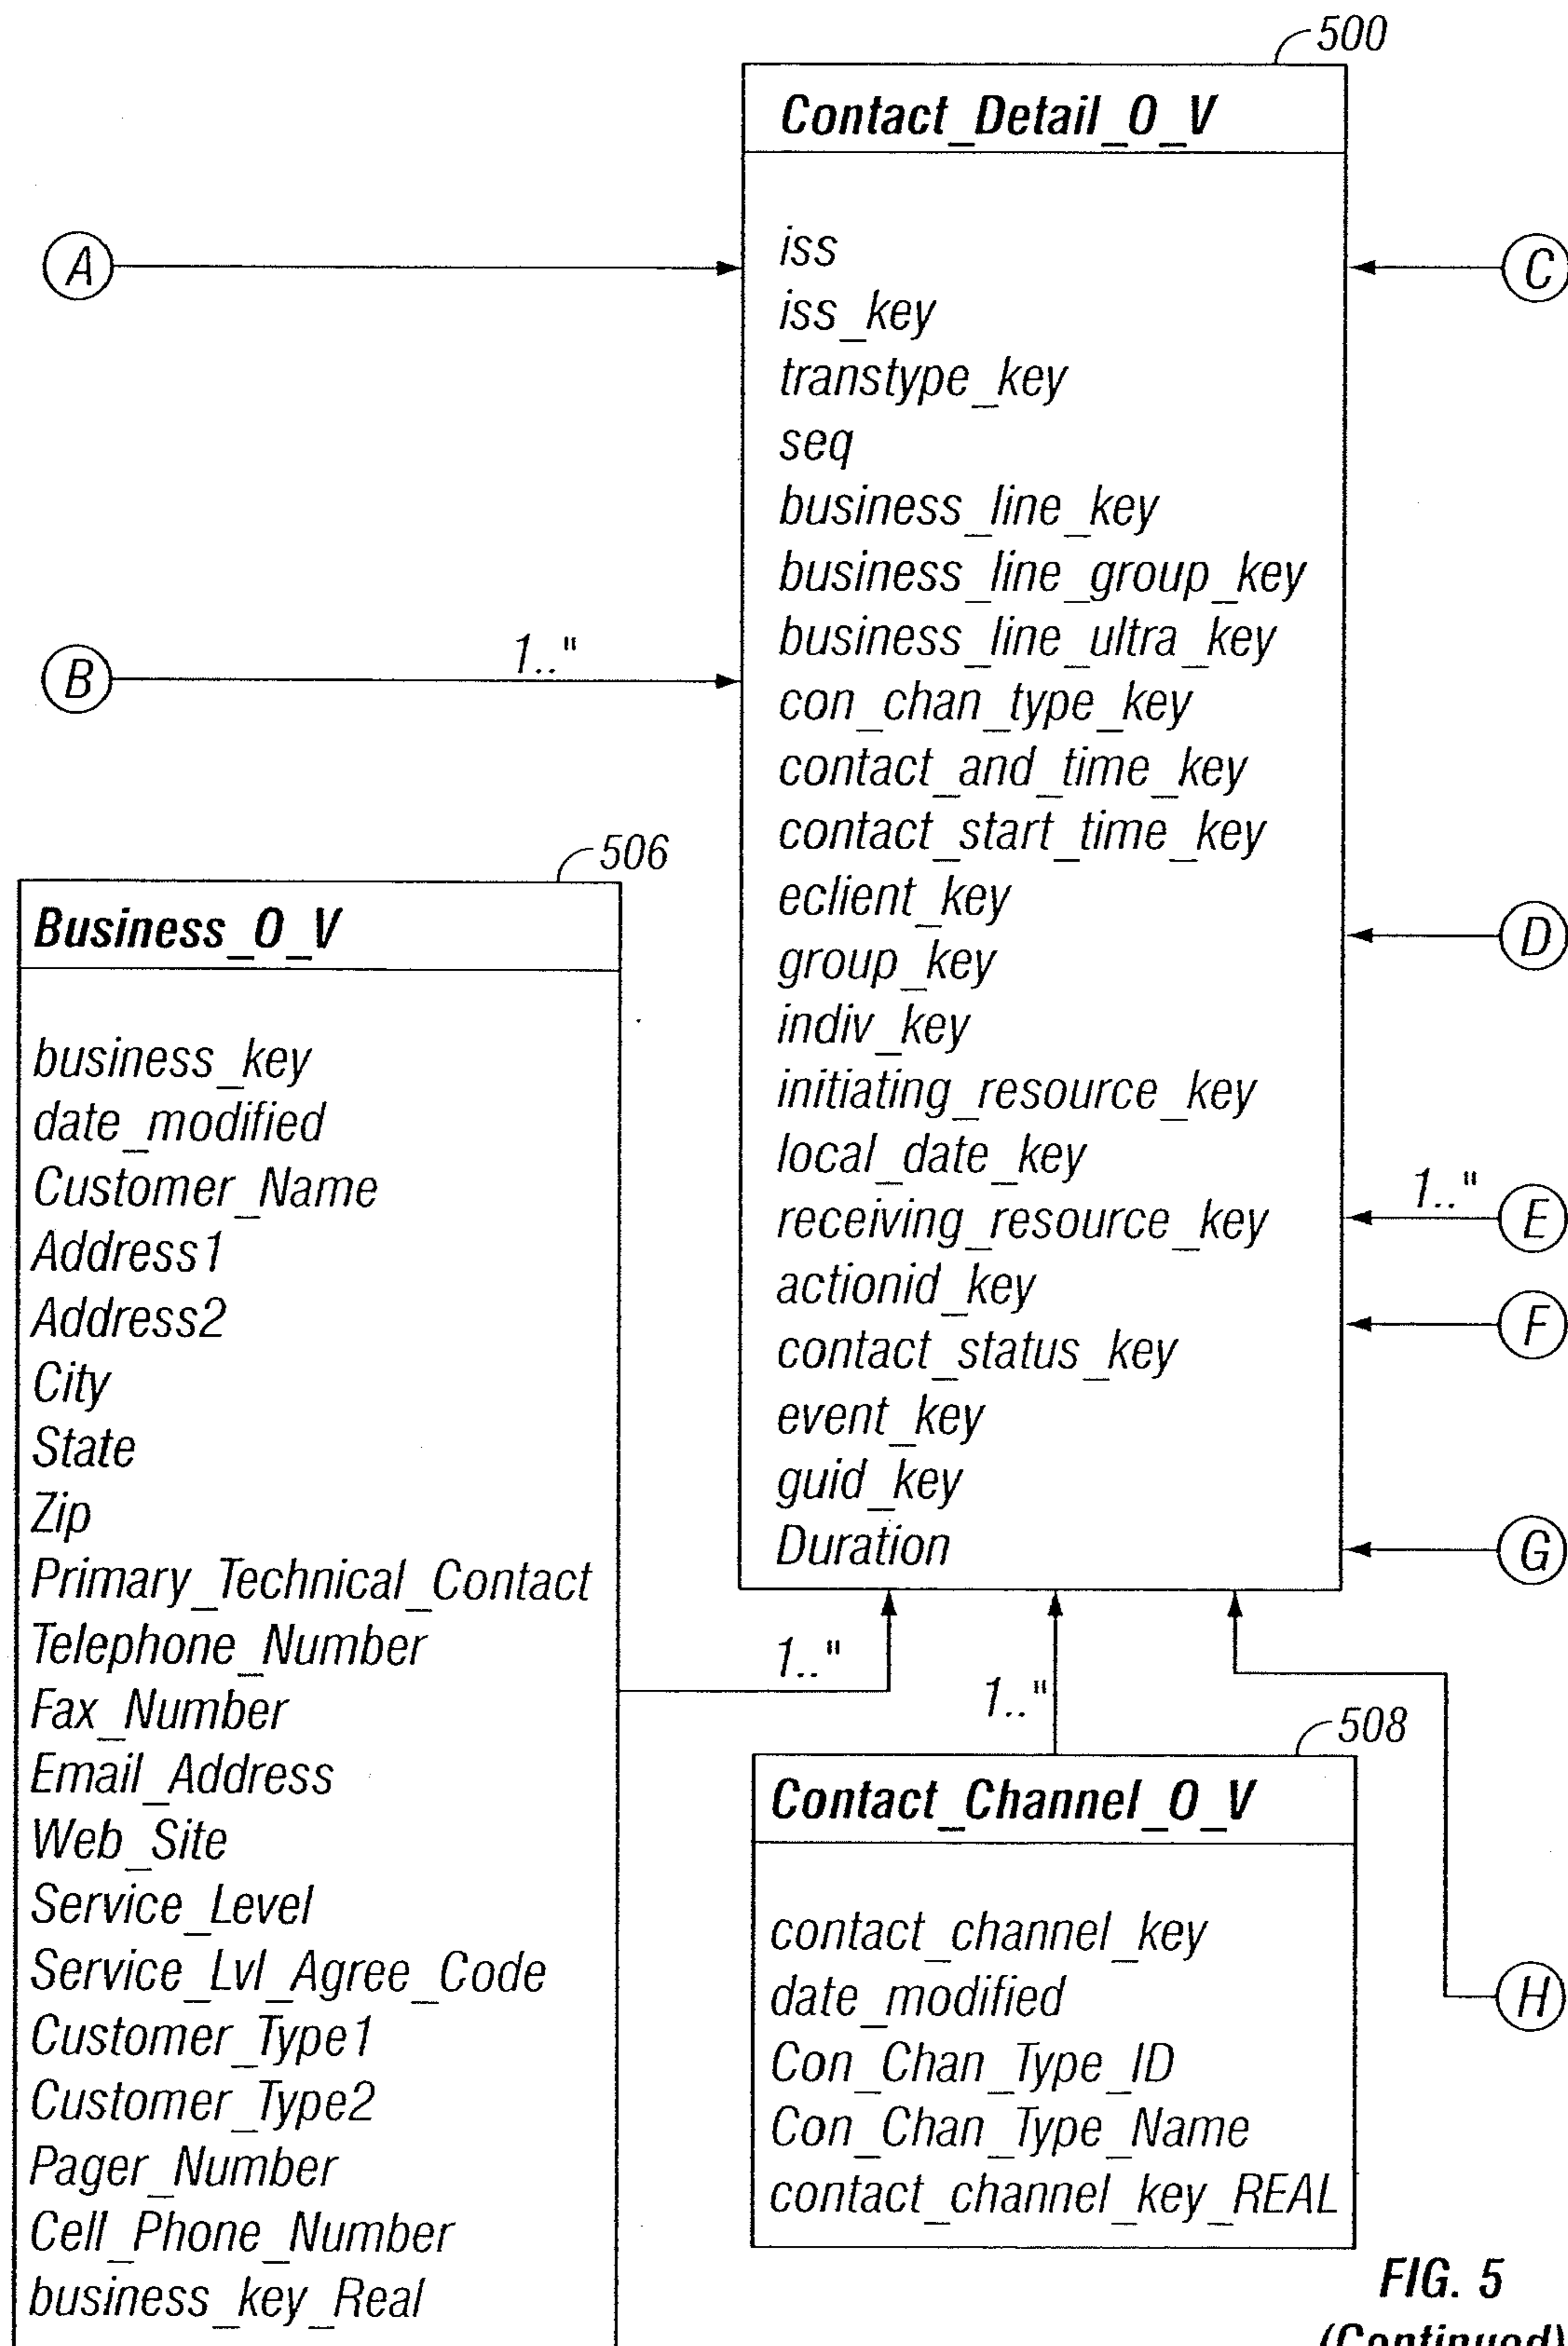 500
Contact_Detail_O_V
A
C
iss
iss_key
transtype_key
seq
business_line_key
business_line_group_key
business_line_ultra_key
con_chan_type_key
contact_and_time_key
contact_start_time_key
eclient_key
group_key
indiv_key
initiating_resource_key
local_date_key
receiving_resource_key
actionid_key
contact_status_key
event_key
guid_key
Duration
B
1.."
D
1.."
E
F
G
506
Business_O_V
business_key
date_modified
Customer_Name
Address1
Address2
City
State
Zip
Primary_Technical_Contact
Telephone_Number
Fax_Number
Email_Address
Web_Site
Service_Level
Service_Lvl_Agree_Code
Customer_Type1
Customer_Type2
Pager_Number
Cell_Phone_Number
business_key_Real
1.."
1.."
508
Contact_Channel_O_V
contact_channel_key
date_modified
Con_Chan_Type_ID
Con_Chan_Type_Name
contact_channel_key_REAL
H
FIG. 5
(Continued)